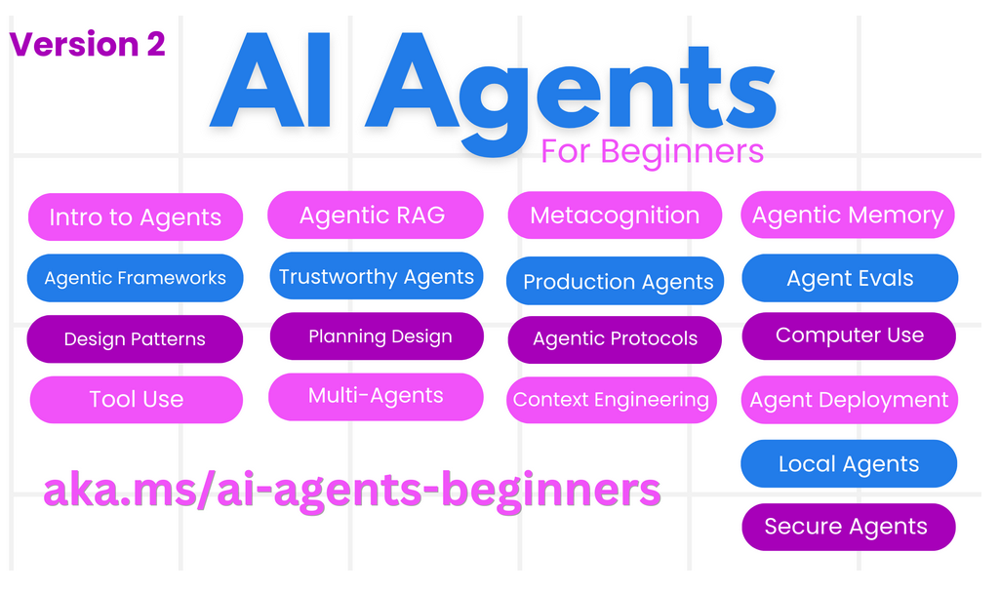 Version 2
AI Agents
For Beginners
Intro to Agents
Agentic Frameworks
Design Patterns
Tool Use
Agentic RAG
Trustworthy Agents
Planning Design
Multi-Agents
Metacognition
Production Agents
Agentic Protocols
Context Engineering
Agentic Memory
Agent Evals
Computer Use
Agent Deployment
Local Agents
Secure Agents
aka.ms/ai-agents-beginners